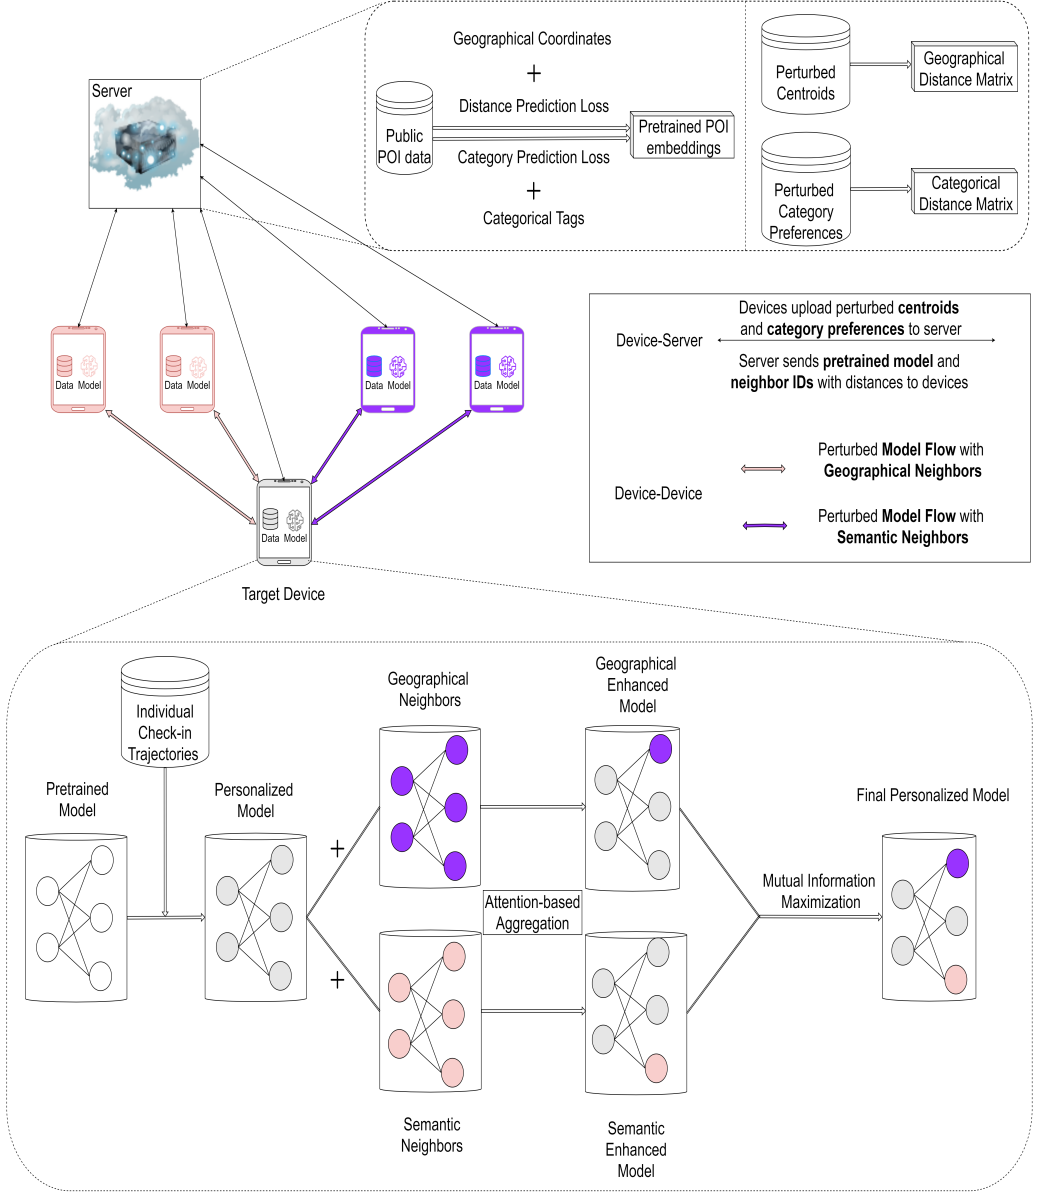 Server
Geographical Coordinates
+
Distance Prediction Loss
Public
POI data
Category Prediction Loss
+
Categorical Tags
Pretrained POI
embeddings
Perturbed
Centroids
Geographical
Distance Matrix
Perturbed
Category
Preferences
Categorical
Distance Matrix
Data Model
Data Model
Data Model
Data Model
Data Model
Target Device
Device-Server
Devices upload perturbed centroids
and category preferences to server
Server sends pretrained model and
neighbor IDs with distances to devices
Device-Device
Perturbed Model Flow with
Geographical Neighbors
Perturbed Model Flow with
Semantic Neighbors
Individual
Check-in
Trajectories
Pretrained
Model
Personalized
Model
+
+
Geographical
Neighbors
Geographical
Enhanced
Model
Attention-based
Aggregation
Semantic
Neighbors
Semantic
Enhanced
Model
Mutual Information
Maximization
Final Personalized Model